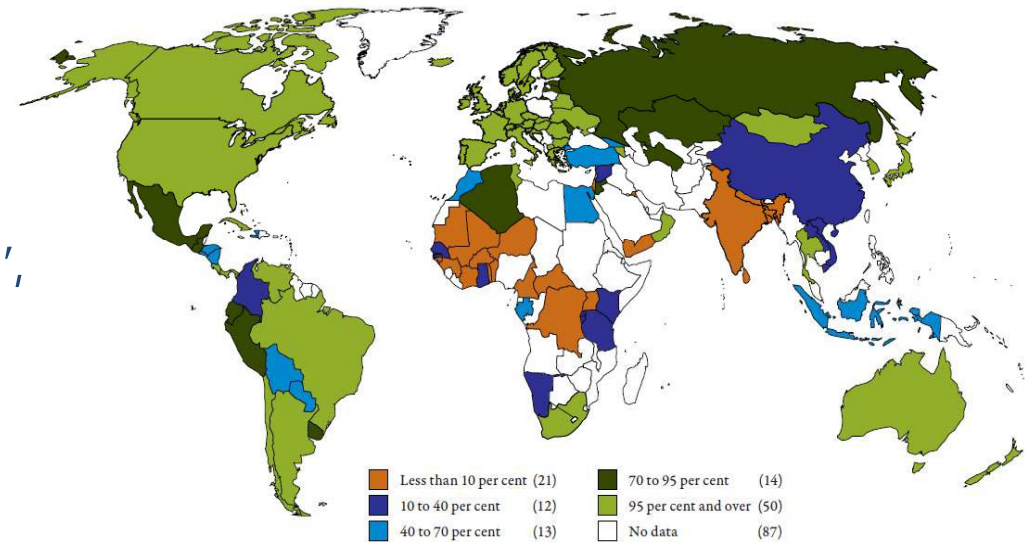 Less than 10 per cent (21)
10 to 40 per cent (12)
40 to 70 per cent (13)
70 to 95 per cent (14)
95 per cent and over (50)
No data (87)